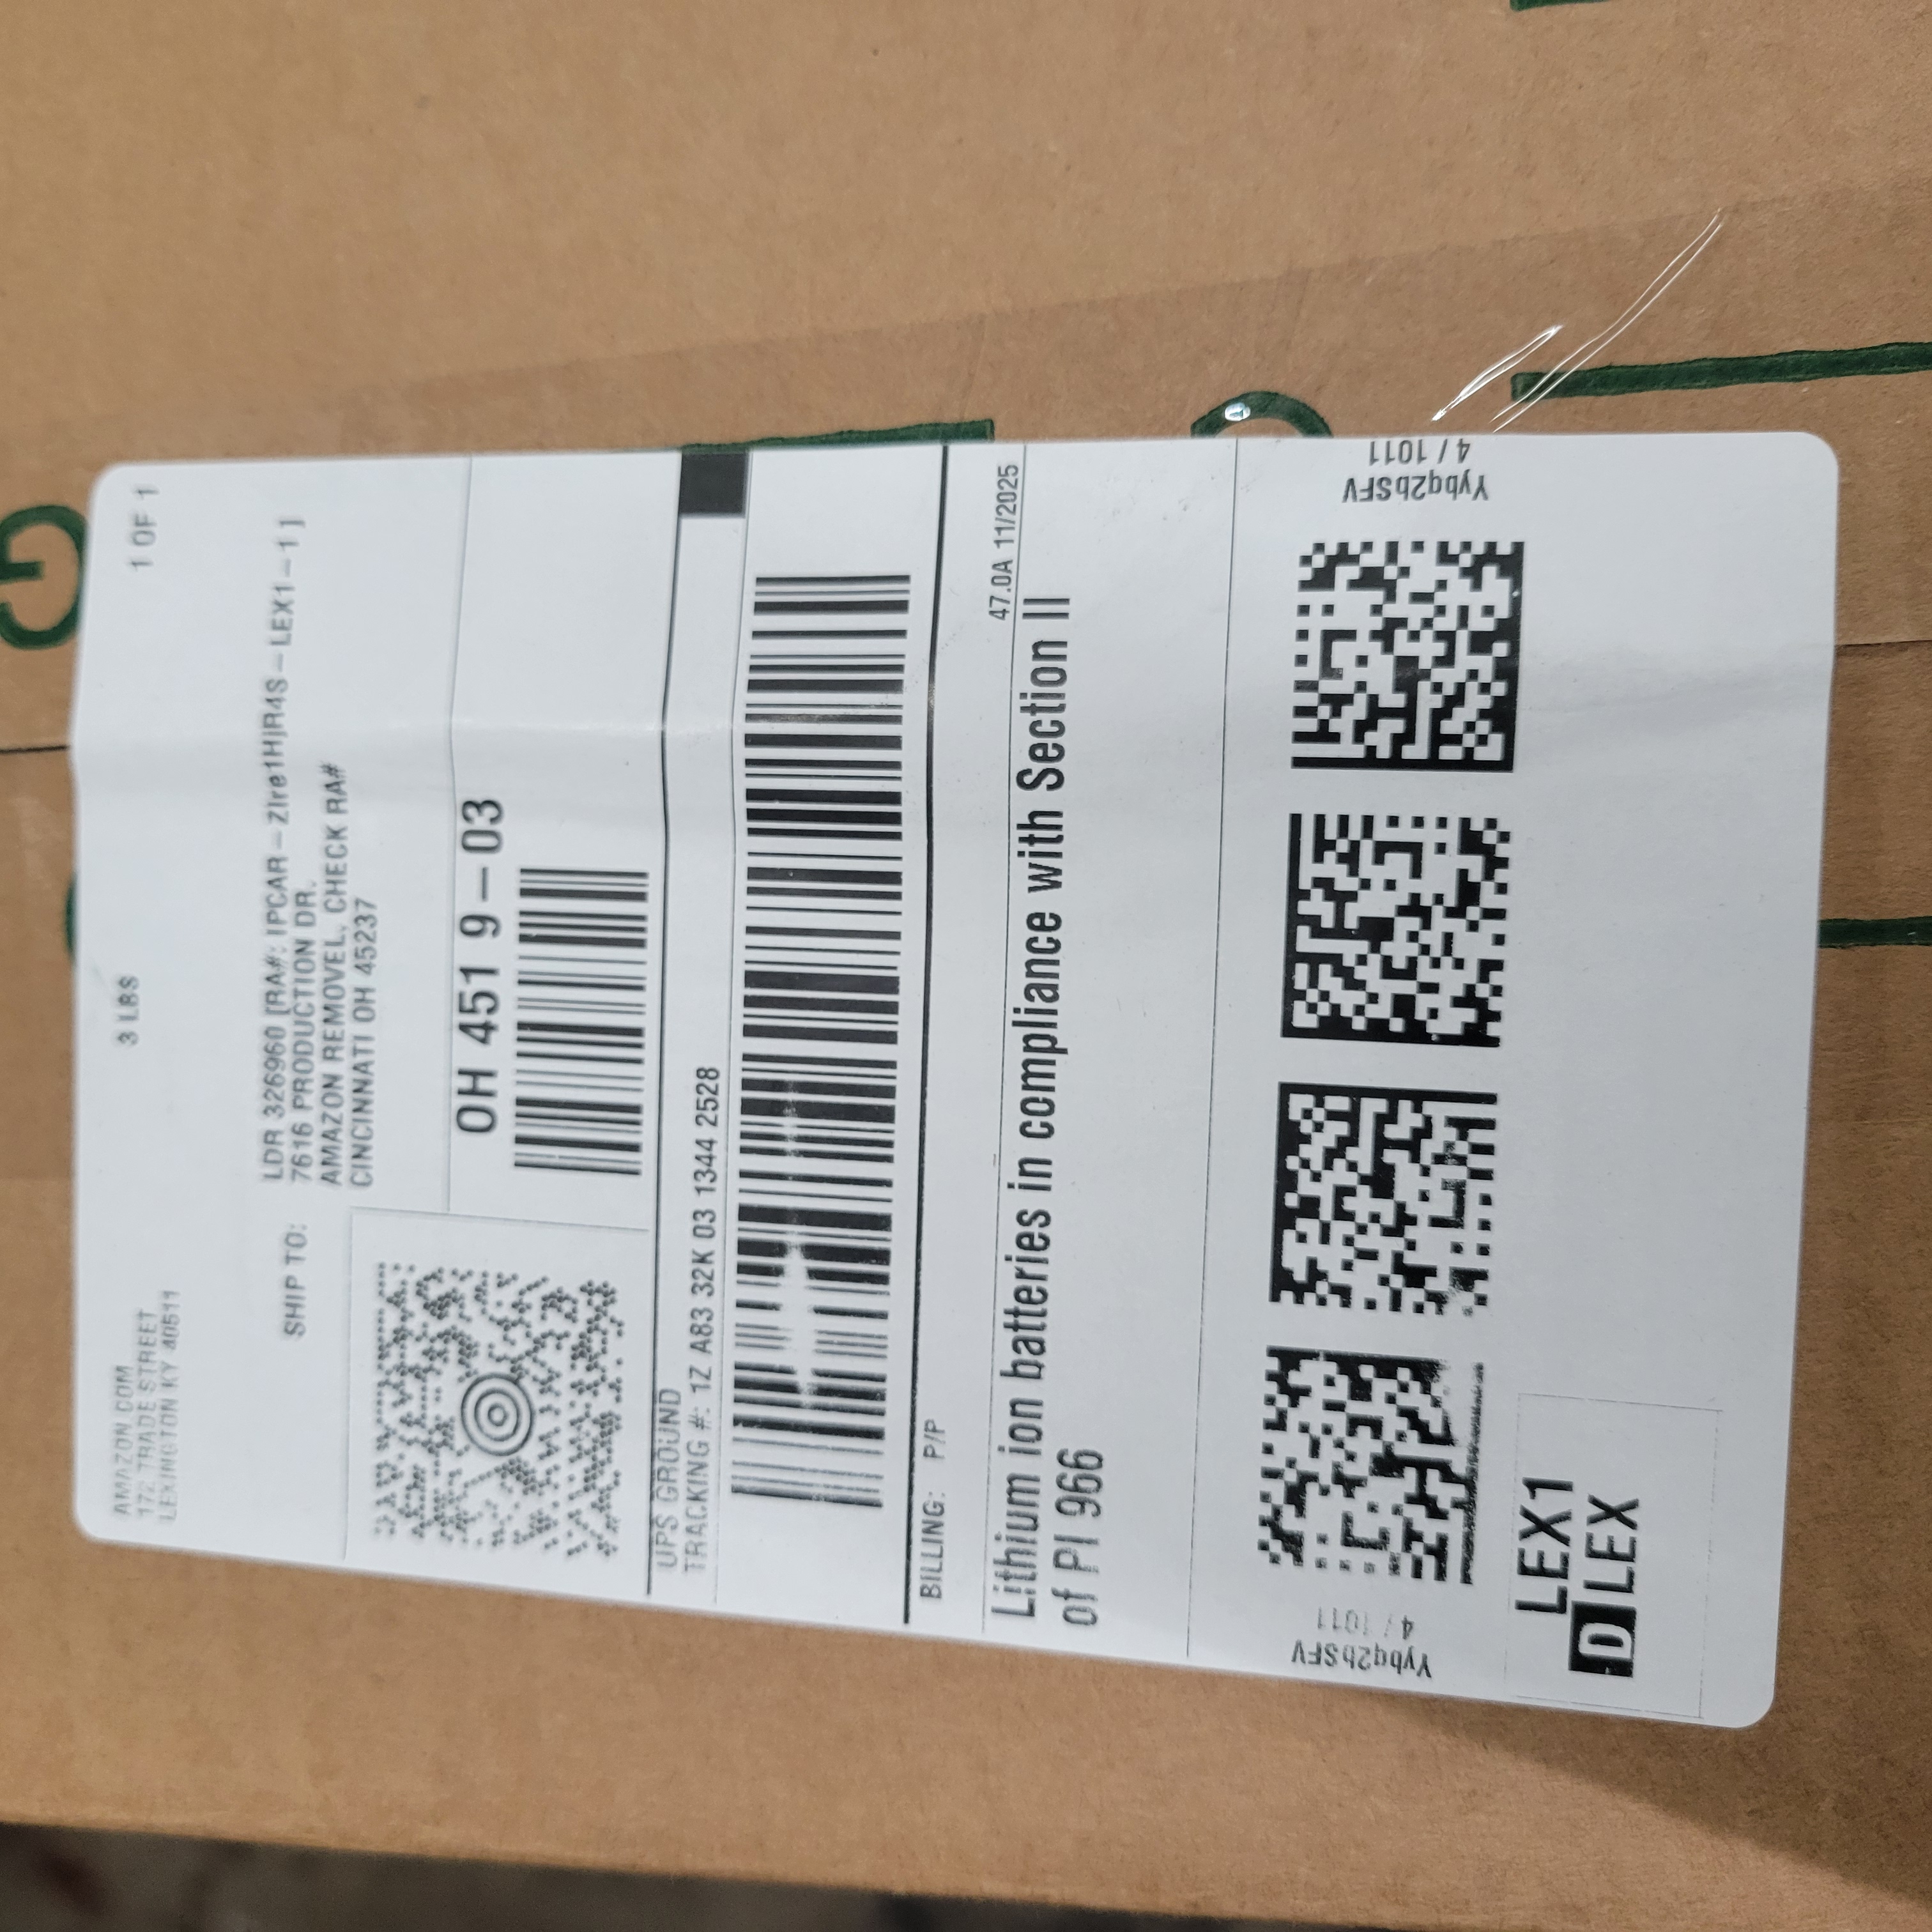 AMAZON.COM
172 TRADE STREET
LEXINGTON KY 40511
3 LBS
1 OF 1
SHIP TO:
LDR 326960 [RA#: IPCAR-ZIre1HJR4S-LEX1-1]
7616 PRODUCTION DR.
AMAZON REMOVEL, CHECK RA#
CINCINNATI OH 45237
OH 451 9-03
UPS GROUND
TRACKING #: 1Z A83 32K 03 1344 2528
BILLING: P/P
47.0A 11/2025
Lithium ion batteries in compliance with Section II
of PI 966
Yybq2bSFV
4 / 1011
Yybq2bSFV
4 / 1011
LEX1
D LEX
G